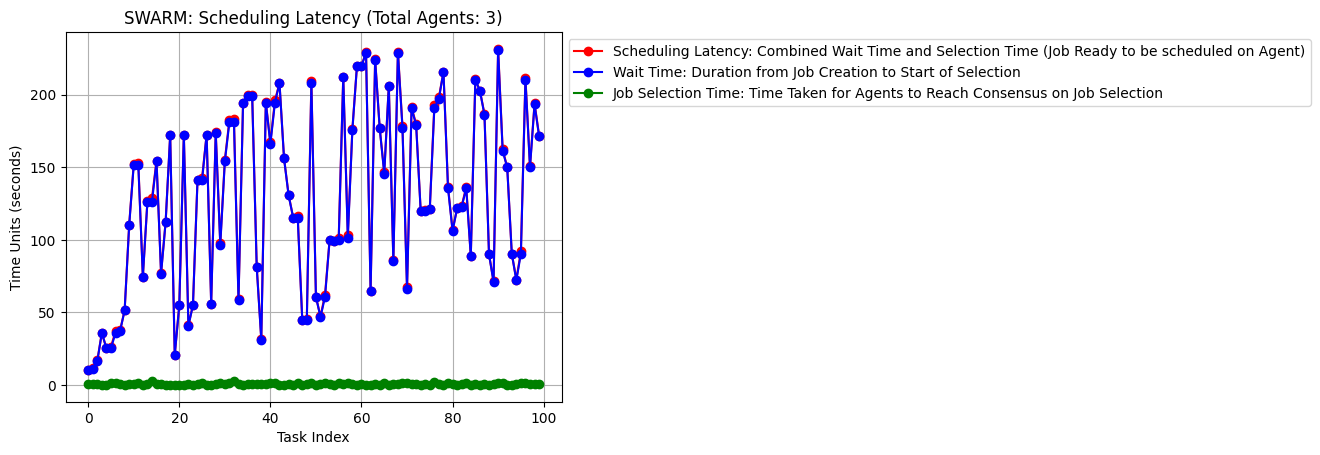 SWARM: Scheduling Latency (Total Agents: 3)
Scheduling Latency: Combined Wait Time and Selection Time (Job Ready to be scheduled on Agent)
Wait Time: Duration from Job Creation to Start of Selection
Job Selection Time: Time Taken for Agents to Reach Consensus on Job Selection
Time Units (seconds)
200
150
100
50
0
0 20 40 60 80 100
Task Index